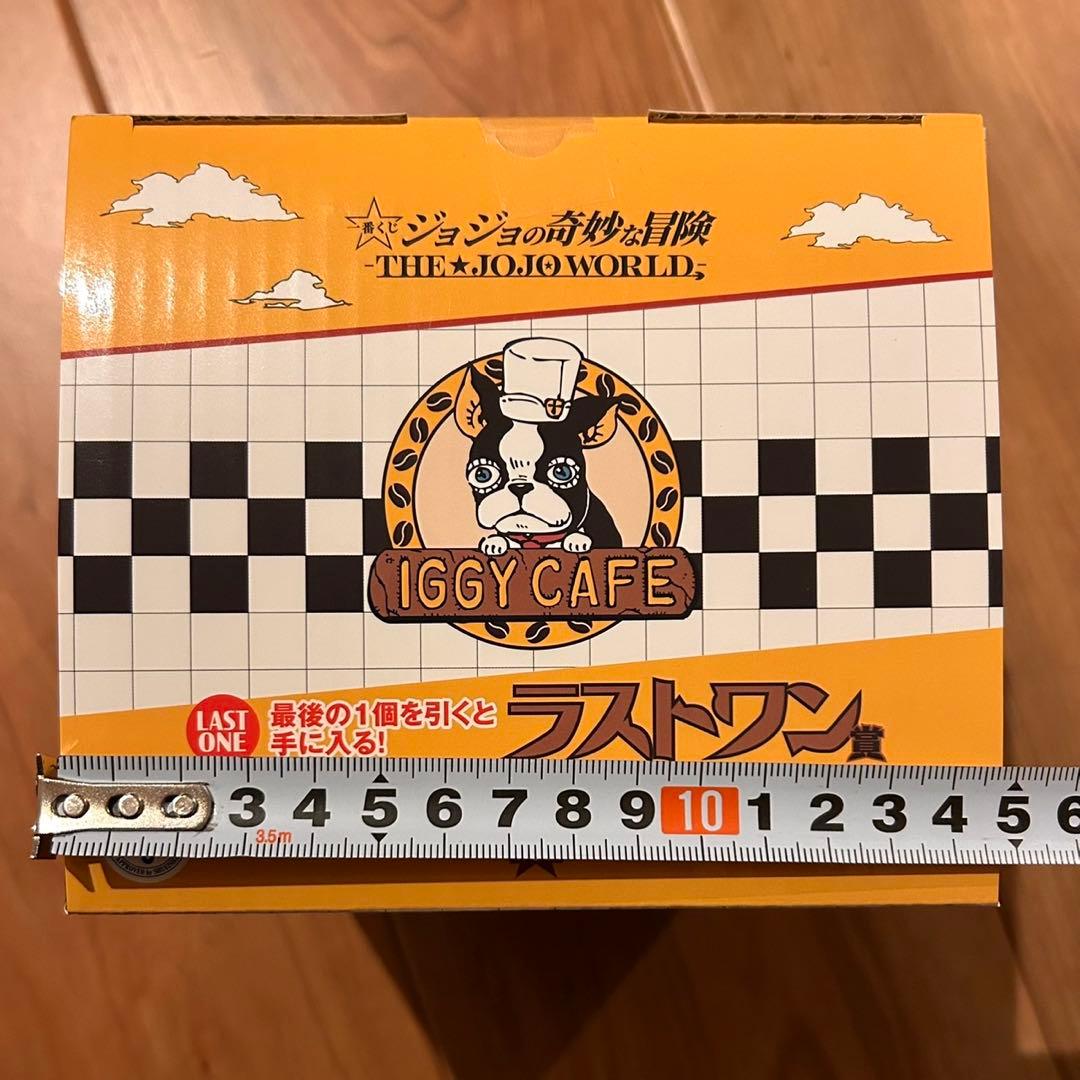 一番くじ ジョジョの奇妙な冒険
-THE★JOJO WORLD-
IGGY CAFE
LAST
ONE
最後の1個を引くと
手に入る!
ラストワン賞
3 4 5 6 7 8 9 10 1 2 3 4 5 6
3.5m